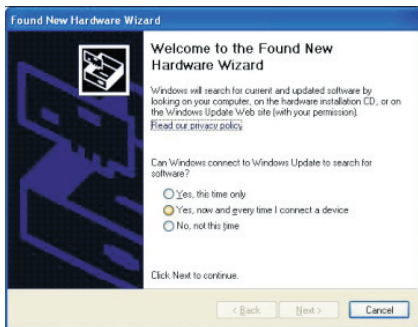 Found New Hardware Wizard
Welcome to the Found New
Hardware Wizard
Windows will search for current and updated software by
looking on your computer, on the hardware installation CD, or on
the Windows Update Web site (with your permission).
Read our privacy policy
Can Windows connect to Windows Update to search for
software?
Yes, this time only
Yes, now and every time I connect a device
No, not this time
Click Next to continue.
< Back
Next >
Cancel